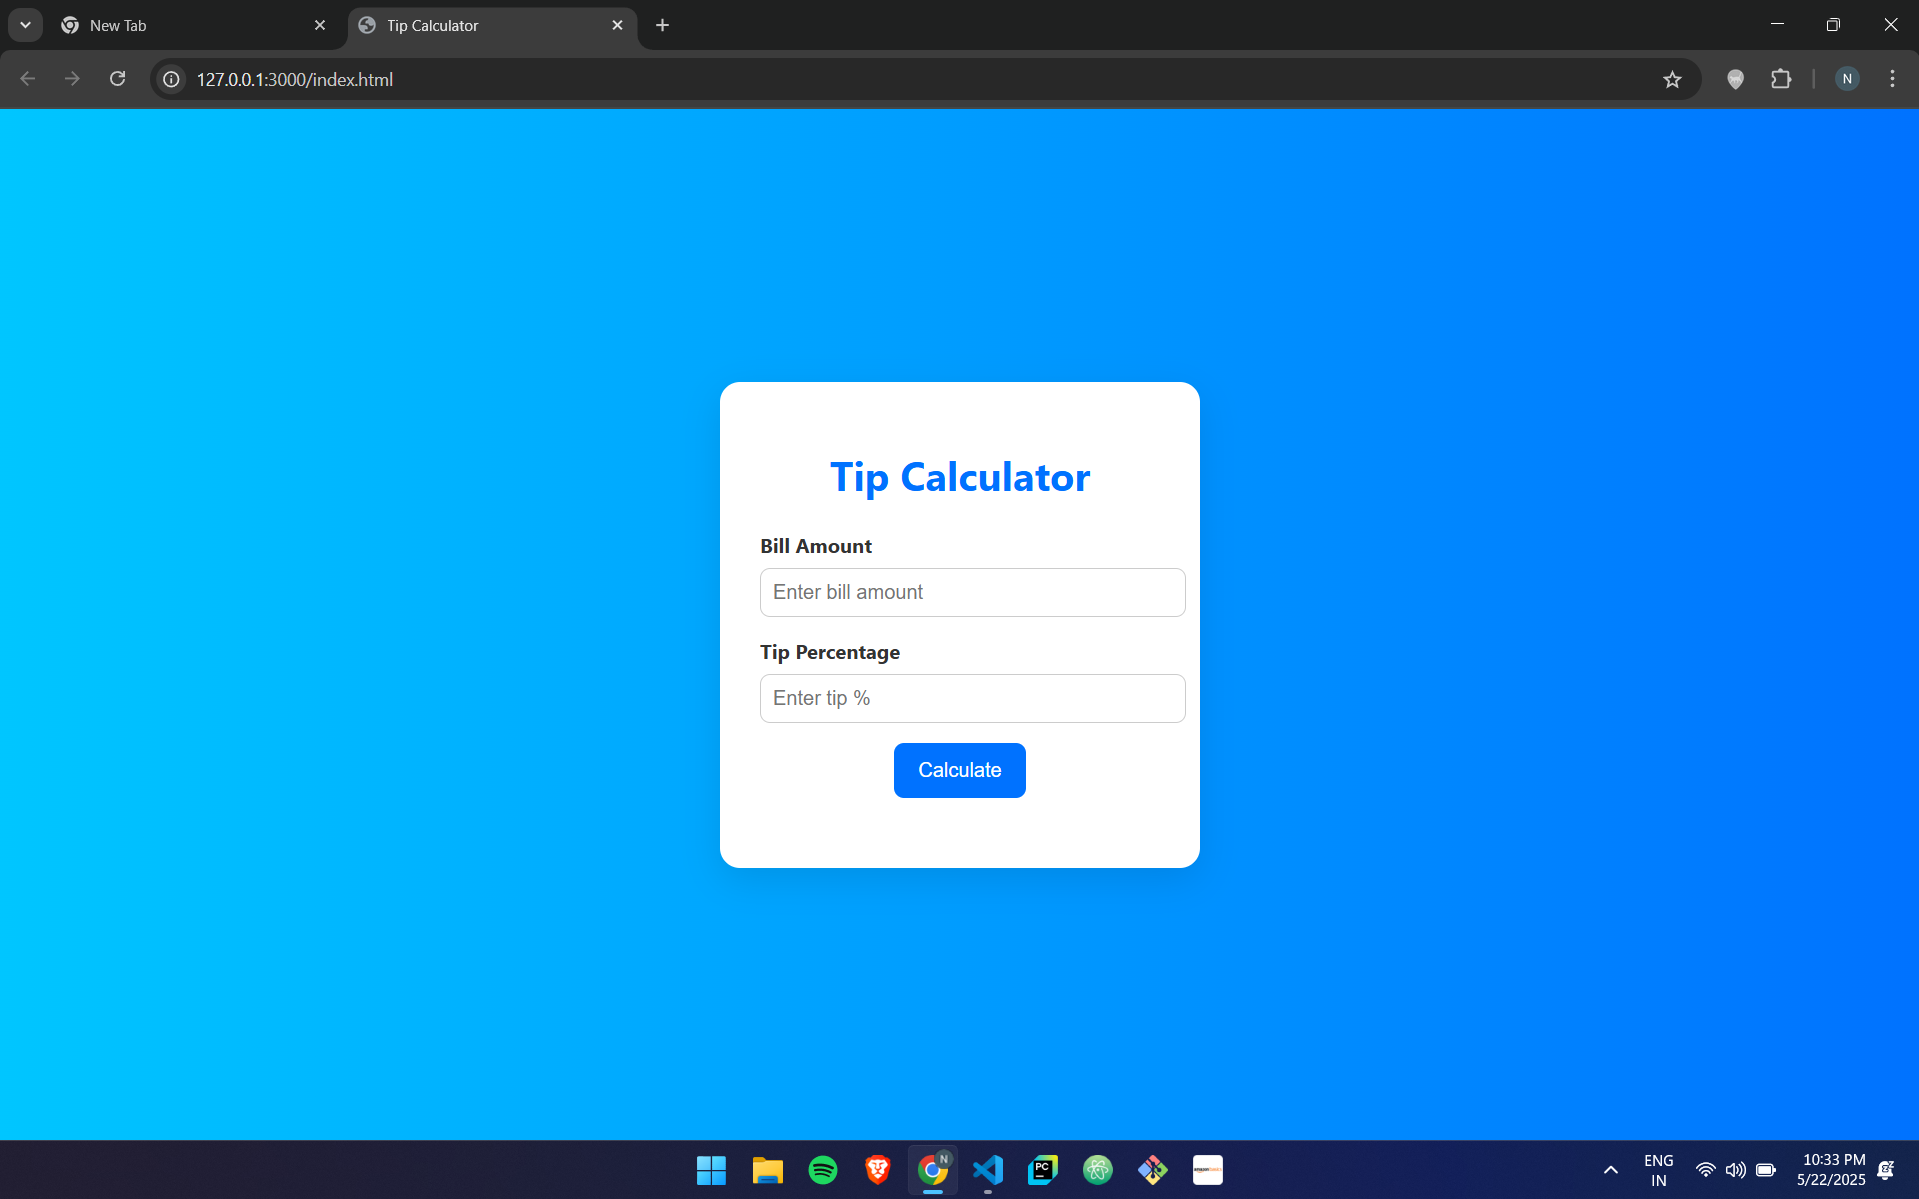 New Tab
Tip Calculator
127.0.0.1:3000/index.html
N
Tip Calculator
Bill Amount
Enter bill amount
Tip Percentage
Enter tip %
Calculate
N
PC
ENG
IN
10:33 PM
5/22/2025